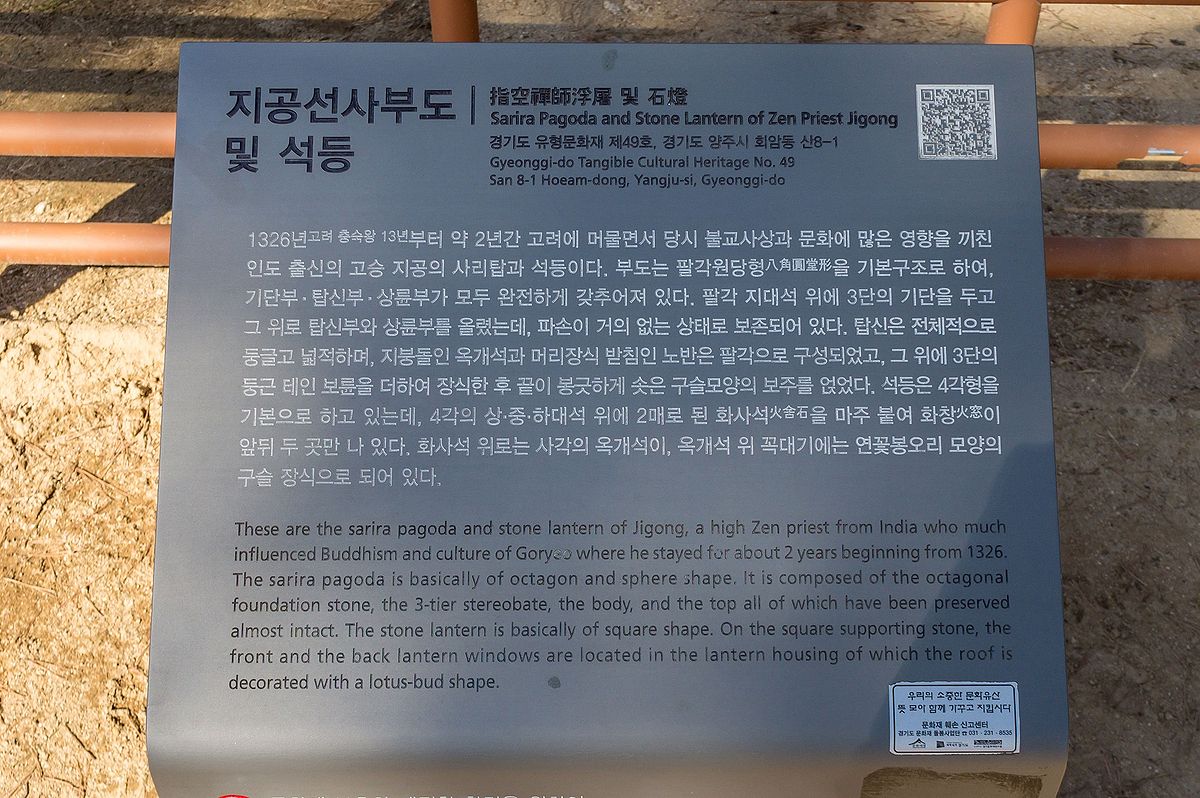 지공선사부도
및 석등
指空禪師浮屠 및 石燈
Sarira Pagoda and Stone Lantern of Zen Priest Jigong
경기도 유형문화재 제49호, 경기도 양주시 회암동 산8-1
Gyeonggi-do Tangible Cultural Heritage No. 49
San 8-1 Hoeam-dong, Yangju-si, Gyeonggi-do
1326년고려 충숙왕 13년부터 약 2년간 고려에 머물면서 당시 불교사상과 문화에 많은 영향을 끼친
인도 출신의 고승 지공의 사리탑과 석등이다. 부도는 팔각원당형八角圓堂形을 기본구조로 하여,
기단부·탑신부·상륜부가 모두 완전하게 갖추어져 있다. 팔각 지대석 위에 3단의 기단을 두고
그 위로 탑신부와 상륜부를 올렸는데, 파손이 거의 없는 상태로 보존되어 있다. 탑신은 전체적으로
둥글고 넓적하며, 지붕돌인 옥개석과 머리장식 받침인 노반은 팔각으로 구성되었고, 그 위에 3단의
둥근 테인 보륜을 더하여 장식한 후 끝이 봉긋하게 솟은 구슬모양의 보주를 얹었다. 석등은 4각형을
기본으로 하고 있는데, 4각의 상·중·하대석 위에 2매로 된 화사석火舍石을 마주 붙여 화창火窓이
앞뒤 두 곳만 나 있다. 화사석 위로는 사각의 옥개석이, 옥개석 위 꼭대기에는 연꽃봉오리 모양의
구슬 장식으로 되어 있다.
These are the sarira pagoda and stone lantern of Jigong, a high Zen priest from India who much
influenced Buddhism and culture of Goryeo where he stayed for about 2 years beginning from 1326.
The sarira pagoda is basically of octagon and sphere shape. It is composed of the octagonal
foundation stone, the 3-tier stereobate, the body, and the top all of which have been preserved
almost intact. The stone lantern is basically of square shape. On the square supporting stone, the
front and the back lantern windows are located in the lantern housing of which the roof is
decorated with a lotus-bud shape.
우리의 소중한 문화유산
뜻 모아 함께 가꾸고 지킵시다
문화재 훼손 신고센터
경기도 문화재 돌봄사업단 ☎ 031-231-8535